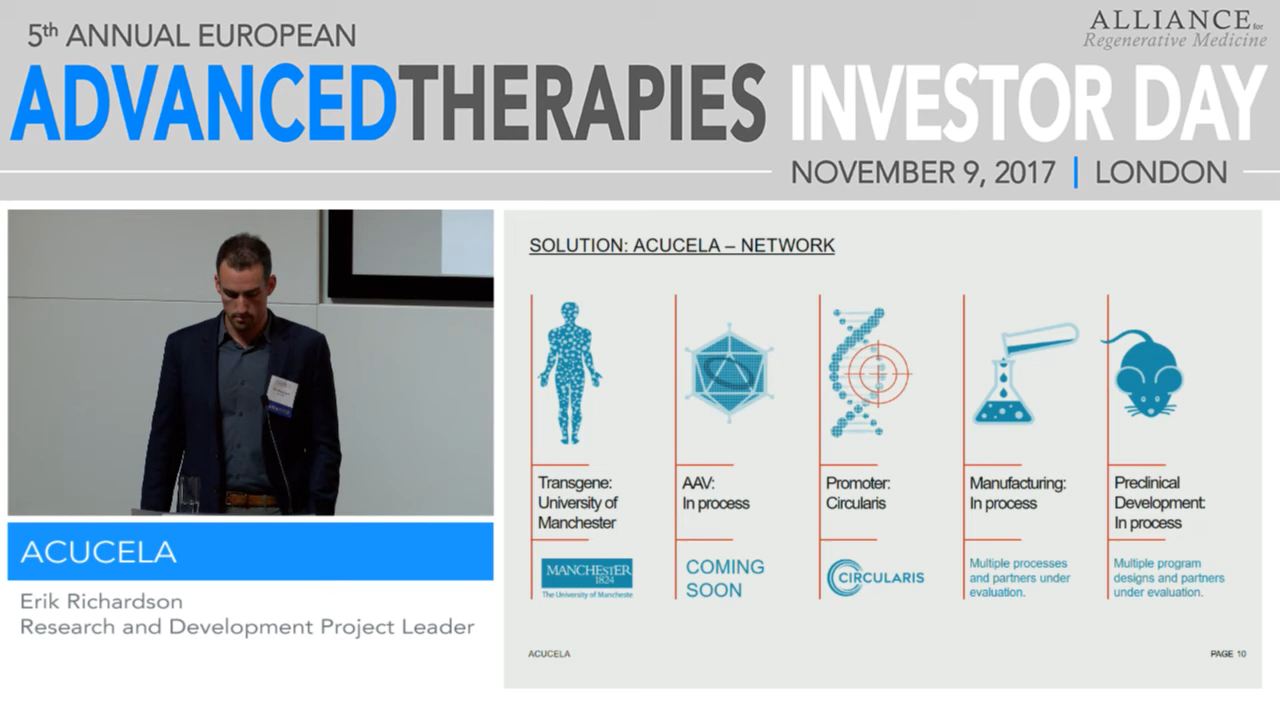 5th ANNUAL EUROPEAN
ADVANCEDTHERAPIES INVESTOR DAY
NOVEMBER 9, 2017 | LONDON
ALLIANCE for
Regenerative Medicine
ACUCELA
Erik Richardson
Research and Development Project Leader
SOLUTION: ACUCELA – NETWORK
Transgene:
University of
Manchester
MANCHESTER
1824
The University of Mancheste
AAV:
In process
COMING
SOON
Promoter:
Circularis
CIRCULARIS
Manufacturing:
In process
Multiple processes
and partners under
evaluation.
Preclinical
Development:
In process
Multiple program
designs and partners
under evaluation.
ACUCELA
PAGE 10